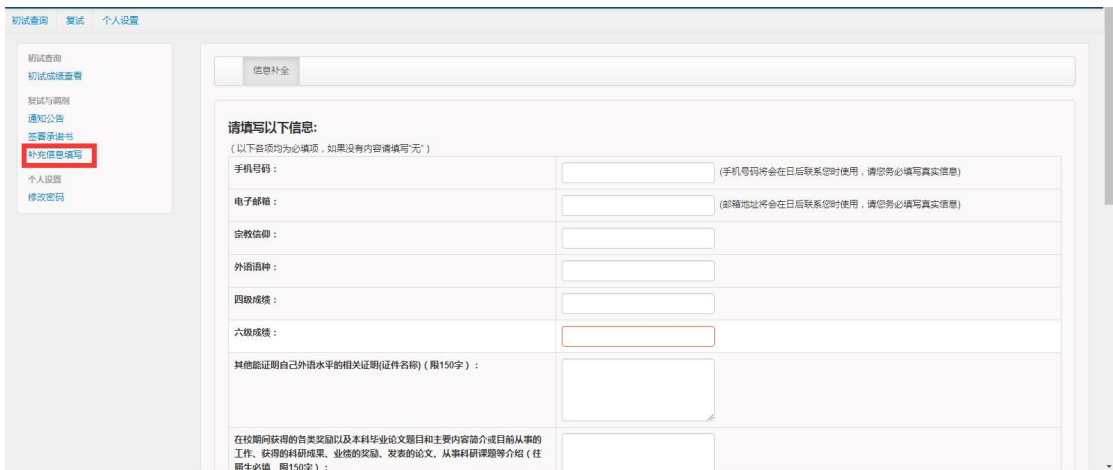 初试查询 复试 个人设置
初试查询
初试成绩查看
复试与调剂
通知公告
签署承诺书
补充信息填写
个人设置
修改密码
信息补全
请填写以下信息:
(以下各项均为必填项，如果没有内容请填写"无")
手机号码：
(手机号码将会在日后联系您时使用，请您务必填写真实信息)
电子邮箱：
(邮箱地址将会在日后联系您时使用，请您务必填写真实信息)
宗教信仰：
外语语种：
四级成绩：
六级成绩：
其他能证明自己外语水平的相关证明(证件名称)(限150字)：
在校期间获得的各类奖励以及本科毕业论文题目和主要内容简介或目前从事的
工作、获得的科研成果、业绩的奖励、发表的论文、从事科研课题等介绍(往
届生必填，限150字)：